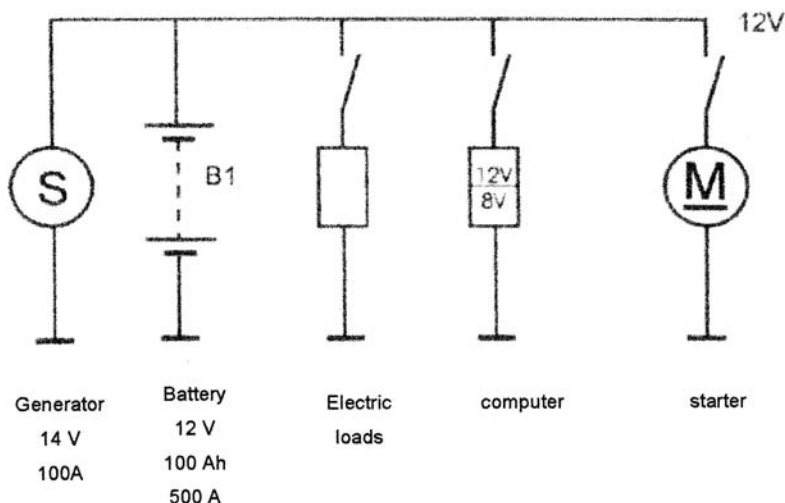 12V
S
B1
12V
8V
M
Generator
14 V
100A
Battery
12 V
100 Ah
500 A
Electric
loads
computer
starter